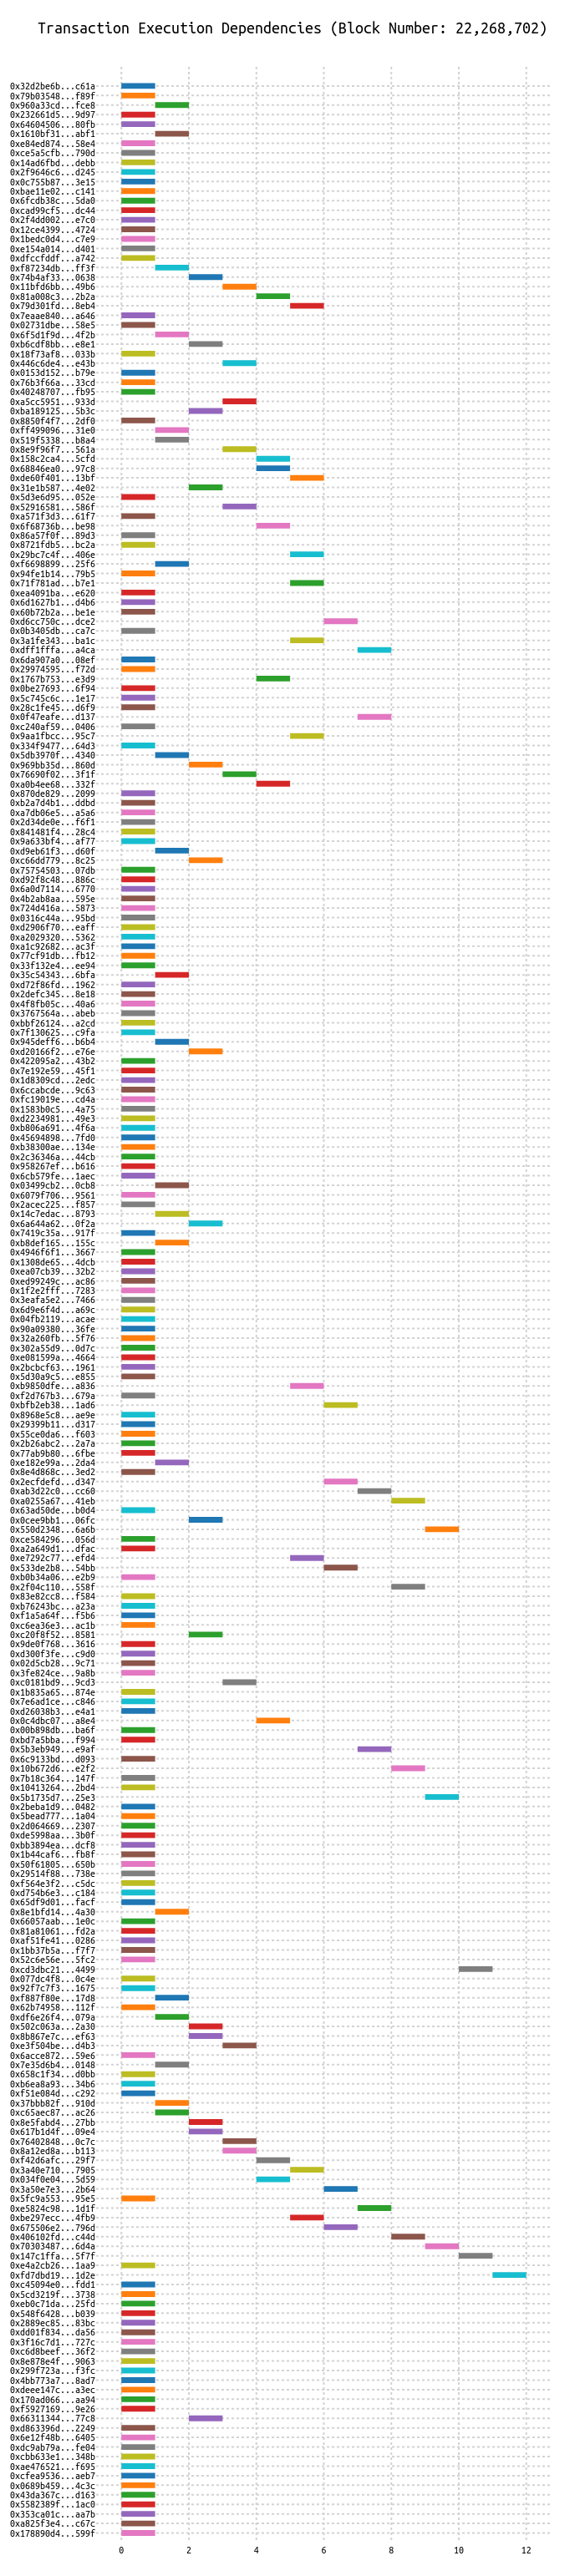 Transaction Execution Dependencies (Block Number: 22,268,702)
0x32d2be6b...c61a
0x79b03548...f89f
0x960a33cd...fce8
0x232661d5...9d97
0x64604506...80fb
0x1610bf31...abf1
0xe84ed874...58e4
0xce5a5cfb...790d
0x14ad6fbd...debb
0x2f9646c6...d245
0x0c755b87...3e15
0xbae11e02...c141
0x6fcdb38c...5da0
0xcad99cf5...dc44
0x2f4dd002...e7c0
0x12ce4399...4724
0x1bedc0d4...c7e9
0xe154a014...d401
0xdfccfddf...a742
0xf87234db...ff3f
0x74b4af33...0638
0x11bfd6bb...49b6
0x81a008c3...2b2a
0x79d301fd...8eb4
0x7eaae840...a646
0x02731dbe...58e5
0x6f5d1f9d...4f2b
0xb6cdf8bb...e8e1
0x18f73af8...033b
0x446c6de4...e43b
0x0153d152...b79e
0x76b3f66a...33cd
0x40248707...fb95
0xa5cc5951...933d
0xba189125...5b3c
0x8850f4f7...2df0
0xff499096...31e0
0x519f5338...b8a4
0x8e9f96f7...561a
0x158c2ca4...5cfd
0x68846ea0...97c8
0xde60f401...13bf
0x31e1b587...4e02
0x5d3e6d95...052e
0x52916581...586f
0xa571f3d3...61f7
0x6f68736b...be98
0x86a57f0f...89d3
0x8721fdb5...bc2a
0x29bc7c4f...406e
0xf6698899...25f6
0x94fe1b14...79b5
0x71f781ad...b7e1
0xea4091ba...e620
0x6d1627b1...d4b6
0x60b72b2a...be1e
0xd6cc750c...dce2
0x0b3405db...ca7c
0x3a1fe343...ba1c
0xdff1fffa...a4ca
0x6da907a0...08ef
0x29974595...f72d
0x1767b753...e3d9
0x0be27693...6f94
0x5c745c6c...1e17
0x28c1fe45...d6f9
0x0f47eafe...d137
0xc240af59...0406
0x9aa1fbcc...95c7
0x334f9477...64d3
0x5db3970f...4340
0x969bb35d...860d
0x76690f02...3f1f
0xa0b4ee68...332f
0x870de829...2099
0xb2a7d4b1...ddbd
0xa7db06e5...a5a6
0x2d34de0e...f6f1
0x841481f4...28c4
0x9a633bf4...af77
0xd9eb61f3...d60f
0xc66dd779...8c25
0x75754503...07db
0xd92f8c48...886c
0x6a0d7114...6770
0x4b2ab8aa...595e
0x724d416a...5873
0x0316c44a...95bd
0xd2906f70...eaff
0xa2029320...5362
0xa1c92682...ac3f
0x77cf91db...fb12
0x33f132e4...ee94
0x35c54343...6bfa
0xd72f86fd...1962
0x2defc345...8e18
0x4f8fb05c...40a6
0x3767564a...abeb
0xbbf26124...a2cd
0x7f130625...c9fa
0x945deff6...b6b4
0xd20166f2...e76e
0x422095a2...43b2
0x7e192e59...45f1
0x1d8309cd...2edc
0x6ccabcde...9c63
0xfc19019e...cd4a
0x1583b0c5...4a75
0xd2234981...49e3
0xb806a691...4f6a
0x45694898...7fd0
0xb38300ae...134e
0x2c36346a...44cb
0x958267ef...b616
0x6cb579fe...1aec
0x03499cb2...0cb8
0x6079f706...9561
0x2acec225...f857
0x14c7edac...8793
0x6a644a62...0f2a
0x7419c35a...917f
0xb8def165...155c
0x4946f6f1...3667
0x1308de65...4dcb
0xea07cb39...32b2
0xed99249c...ac86
0x1f2e2fff...7283
0x3eafa5e2...7466
0x6d9e6f4d...a69c
0x04fb2119...acae
0x90a09380...36fe
0x32a260fb...5f76
0x302a55d9...0d7c
0xe081599a...4664
0x2bcbcf63...1961
0x5d30a9c5...e855
0xb9850dfe...a836
0xf2d767b3...679a
0xbfb2eb38...1ad6
0x8968e5c8...ae9e
0x29399b11...d317
0x55ce0da6...f603
0x2b26abc2...2a7a
0x77ab9b80...6fbe
0xe182e99a...2da4
0x8e4d868c...3ed2
0x2ecfdefd...d347
0xab3d22c0...cc60
0xa0255a67...41eb
0x63ad50de...b0d4
0x0cee9bb1...06fc
0x550d2348...6a6b
0xce584296...056d
0xa2a649d1...dfac
0xe7292c77...efd4
0x533de2b8...54bb
0xb0b34a06...e2b9
0x2f04c110...558f
0x83e82cc8...f584
0xb76243bc...a23a
0xf1a5a64f...f5b6
0xc6ea36e3...ac1b
0xc20f8f52...8581
0x9de0f768...3616
0xd300f3fe...c9d0
0x02d5cb28...9c71
0x3fe824ce...9a8b
0xc0181bd9...9cd3
0x1b835a65...874e
0x7e6ad1ce...c846
0xd26038b3...e4a1
0x0c4dbc07...a8e4
0x00b898db...ba6f
0xbd7a5bba...f994
0x5b3eb949...e9af
0x6c9133bd...d093
0x10b672d6...e2f2
0x7b18c364...147f
0x10413264...2bd4
0x5b1735d7...25e3
0x2beba1d9...0482
0x5bead777...1a04
0x2d064669...2307
0xde5998aa...3b0f
0xbb3894ea...dcf8
0x1b44caf6...fb8f
0x50f61805...650b
0x29514f88...738e
0xf564e3f2...c5dc
0xd754b6e3...c184
0x65df9d01...facf
0x8e1bfd14...4a30
0x66057aab...1e0c
0x81a81061...fd2a
0xaf51fe41...0286
0x1bb37b5a...f7f7
0x52c6e56e...5fc2
0xcd3dbc21...4499
0x077dc4f8...0c4e
0x92f7c7f3...1675
0xf887f80e...17d8
0x62b74958...112f
0xdf6e26f4...079a
0x502c063a...2a30
0x8b867e7c...ef63
0xe3f504be...d4b3
0x6acce872...59e6
0x7e35d6b4...0148
0x658c1f34...d0bb
0xb6ea8a93...34b6
0xf51e084d...c292
0x37bbb82f...910d
0xc65aec87...ac26
0x8e5fabd4...27bb
0x617b1d4f...09e4
0x76402848...0c7c
0x8a12ed8a...b113
0xf42d6afc...29f7
0x3a40e710...7905
0x034f0e04...5d59
0x3a50e7e3...2b64
0x5fc9a553...95e5
0xe5824c98...1d1f
0xbe297ecc...4fb9
0x675506e2...796d
0x406102fd...c44d
0x70303487...6d4a
0x147c1ffa...5f7f
0xe4a2cb26...1aa9
0xfd7dbd19...1d2e
0xc45094e0...fdd1
0x5cd3219f...3738
0xeb0c71da...25fd
0x548f6428...b039
0x2889ec85...83bc
0xdd01f834...da56
0x3f16c7d1...727c
0xc6d8beef...36f2
0x8e878e4f...9063
0x299f723a...f3fc
0x4bb773a7...8ad7
0xdeee147c...a3ec
0x170ad066...aa94
0xf5927169...9e26
0x66311344...77c8
0xd863396d...2249
0x6e12f48b...6405
0xdc9ab79a...fe04
0xcbb633e1...348b
0xae476521...f695
0xcfea9536...aeb7
0x0689b459...4c3c
0x43da367c...d163
0x5582389f...1ac0
0x353ca01c...aa7b
0xa825f3e4...c67c
0x178890d4...599f
0 2 4 6 8 10 12